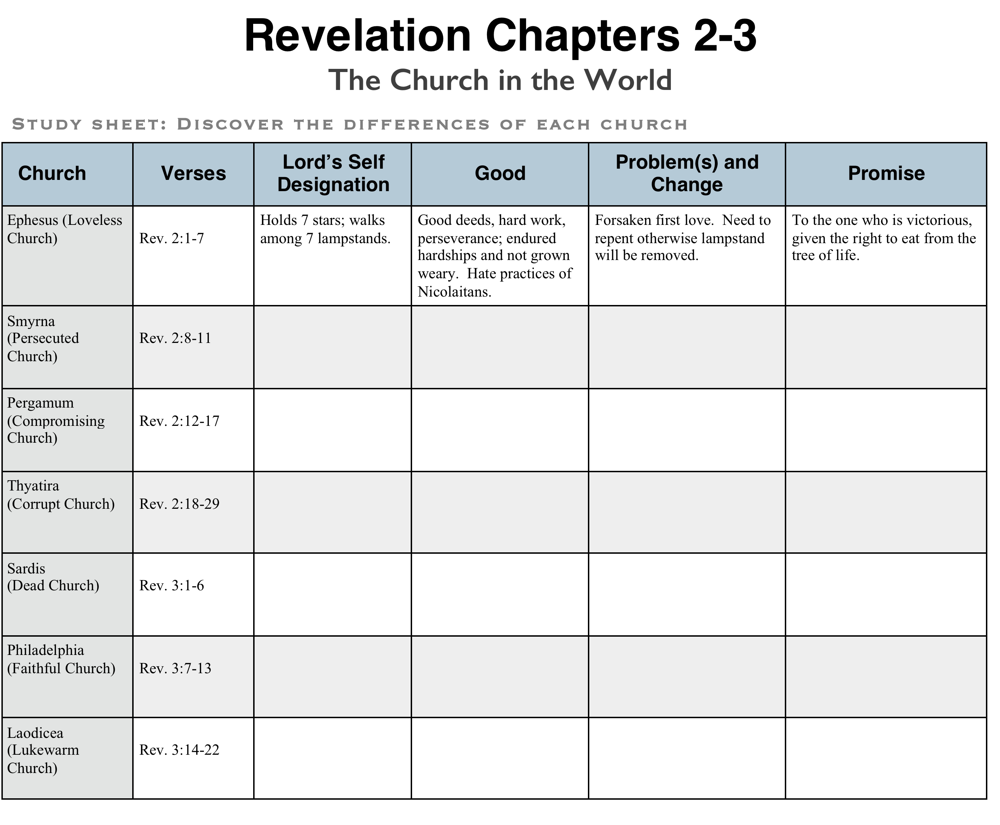 Revelation Chapters 2-3
The Church in the World
Study sheet: Discover the differences of each church
Church
Verses
Lord’s Self
Designation
Good
Problem(s) and
Change
Promise
Ephesus (Loveless
Church)
Rev. 2:1-7
Holds 7 stars; walks
among 7 lampstands.
Good deeds, hard work,
perseverance; endured
hardships and not grown
weary.  Hate practices of
Nicolaitans.
Forsaken first love.  Need to
repent otherwise lampstand
will be removed.
To the one who is victorious,
given the right to eat from the
tree of life.
Smyrna
(Persecuted
Church)
Rev. 2:8-11
Pergamum
(Compromising
Church)
Rev. 2:12-17
Thyatira
(Corrupt Church)
Rev. 2:18-29
Sardis
(Dead Church)
Rev. 3:1-6
Philadelphia
(Faithful Church)
Rev. 3:7-13
Laodicea
(Lukewarm
Church)
Rev. 3:14-22